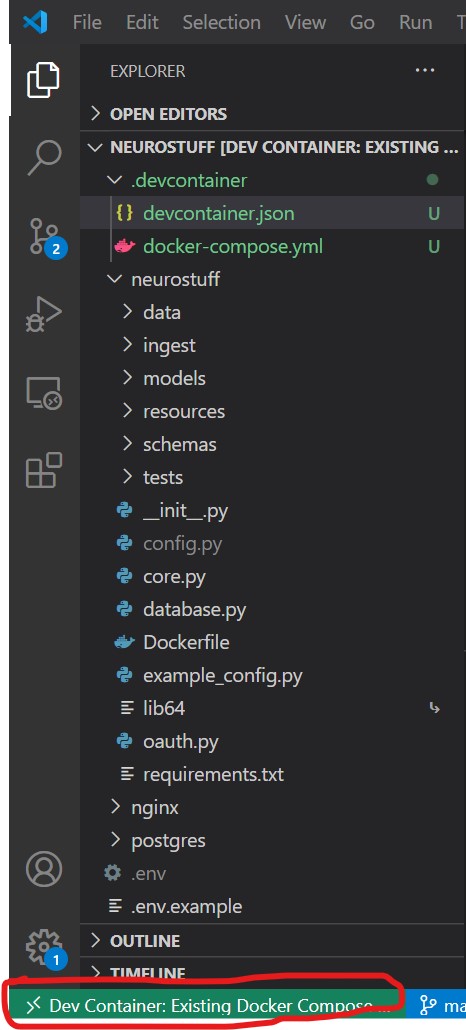 File Edit Selection View Go Run T
EXPLORER ...
OPEN EDITORS
NEUROSTUFF [DEV CONTAINER: EXISTING ...
.devcontainer
{} devcontainer.json U
docker-compose.yml U
neurostuff
data
ingest
models
resources
schemas
tests
__init__.py
config.py
core.py
database.py
Dockerfile
example_config.py
lib64
oauth.py
requirements.txt
nginx
postgres
.env
.env.example
OUTLINE
TIMELINE
Dev Container: Existing Docker Compose ... ma
2
1